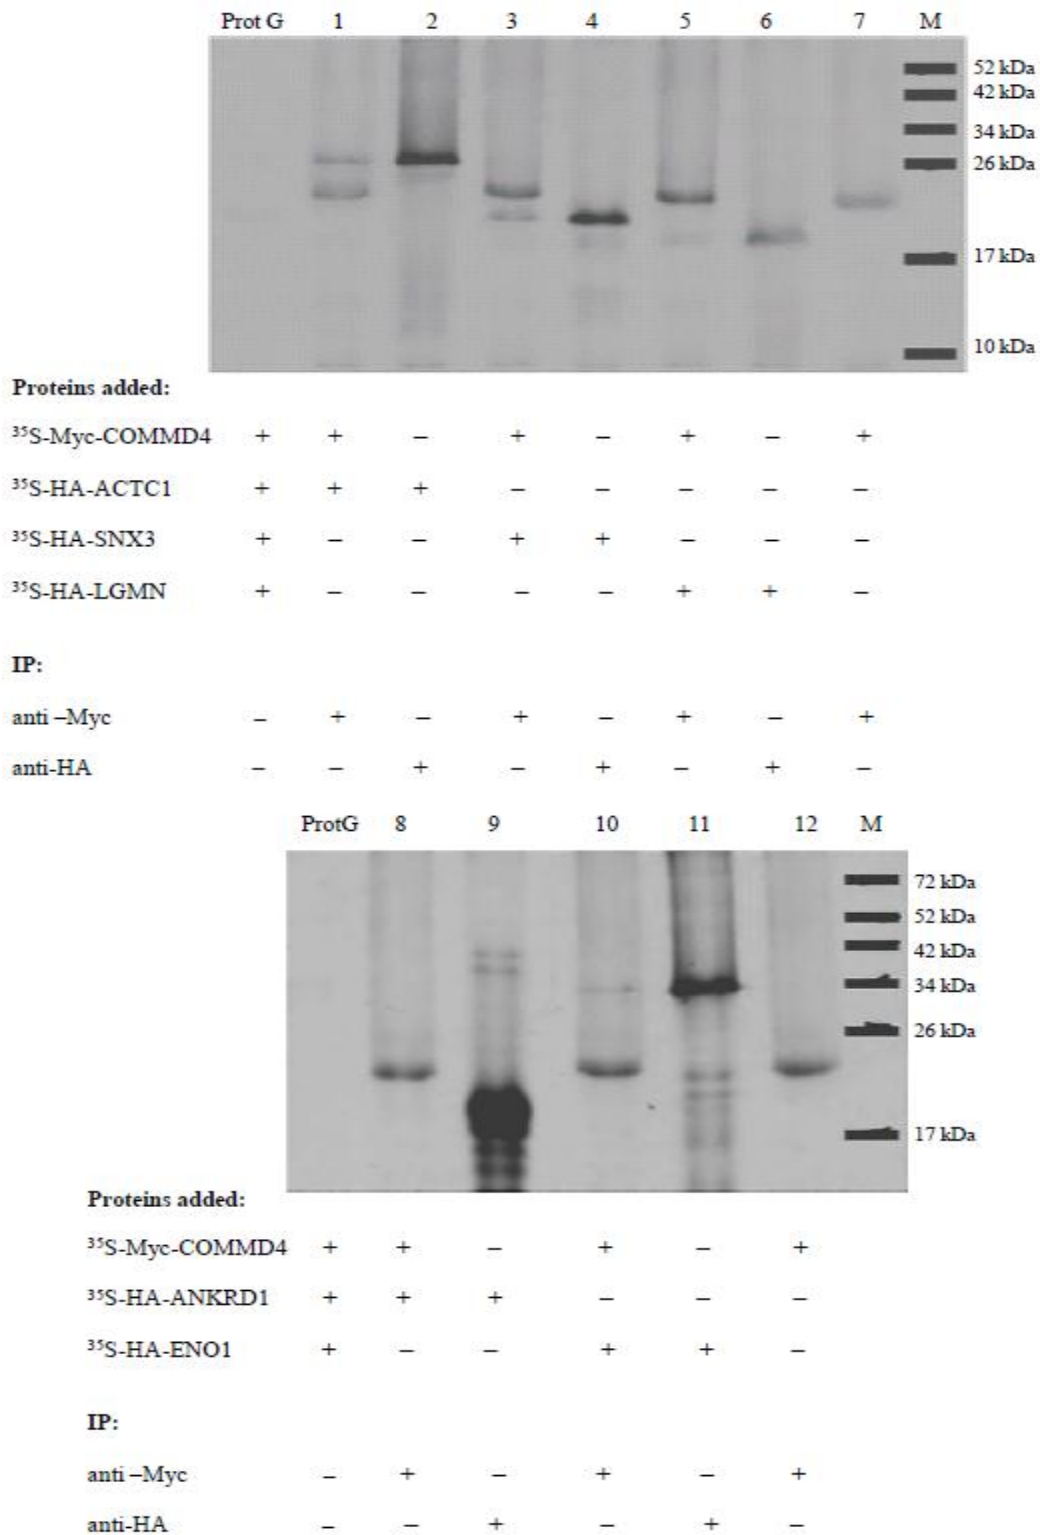 Prot G 1 2 3 4 5 6 7 M
52 kDa
42 kDa
34 kDa
26 kDa
17 kDa
10 kDa
Proteins added:
³⁵S-Myc-COMMD4 + + – + – + – +
³⁵S-HA-ACTC1 + + + – – – – –
³⁵S-HA-SNX3 + – – + + – – –
³⁵S-HA-LGMN + – – – – + + –
IP:
anti –Myc – + – + – + – +
anti-HA – – + – + – + –
ProtG 8 9 10 11 12 M
72 kDa
52 kDa
42 kDa
34 kDa
26 kDa
17 kDa
Proteins added:
³⁵S-Myc-COMMD4 + + – + – +
³⁵S-HA-ANKRD1 + + + – – –
³⁵S-HA-ENO1 + – – + + –
IP:
anti –Myc – + – + – +
anti-HA – – + – + –